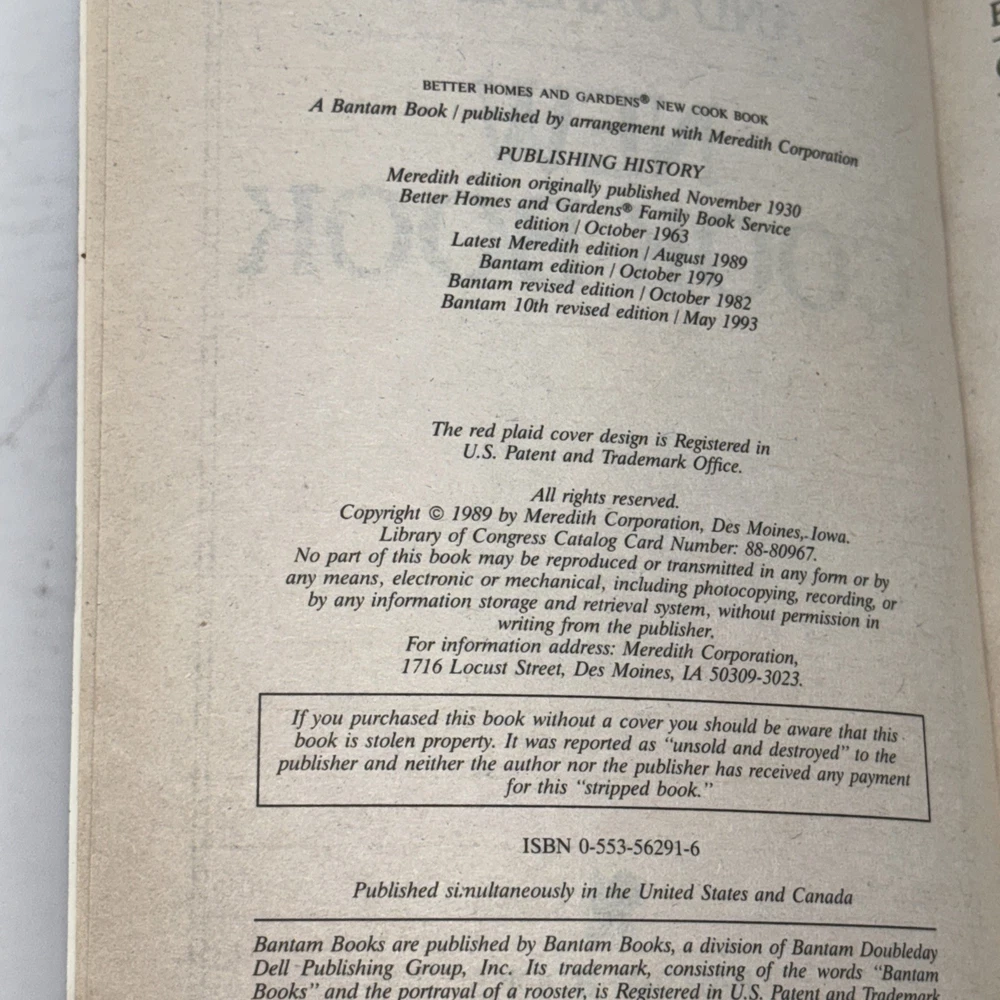 BETTER HOMES AND GARDENS® NEW COOK BOOK
A Bantam Book / published by arrangement with Meredith Corporation
PUBLISHING HISTORY
Meredith edition originally published November 1930
Better Homes and Gardens® Family Book Service
edition / October 1963
Latest Meredith edition / August 1989
Bantam edition / October 1979
Bantam revised edition / October 1982
Bantam 10th revised edition / May 1993
The red plaid cover design is Registered in
U.S. Patent and Trademark Office.
All rights reserved.
Copyright © 1989 by Meredith Corporation, Des Moines, Iowa.
Library of Congress Catalog Card Number: 88-80967.
No part of this book may be reproduced or transmitted in any form or by
any means, electronic or mechanical, including photocopying, recording, or
by any information storage and retrieval system, without permission in
writing from the publisher.
For information address: Meredith Corporation,
1716 Locust Street, Des Moines, IA 50309-3023.
If you purchased this book without a cover you should be aware that this
book is stolen property. It was reported as "unsold and destroyed" to the
publisher and neither the author nor the publisher has received any payment
for this "stripped book."
ISBN 0-553-56291-6
Published simultaneously in the United States and Canada
Bantam Books are published by Bantam Books, a division of Bantam Doubleday
Dell Publishing Group, Inc. Its trademark, consisting of the words "Bantam
Books" and the portrayal of a rooster, is Registered in U.S. Patent and Trademark